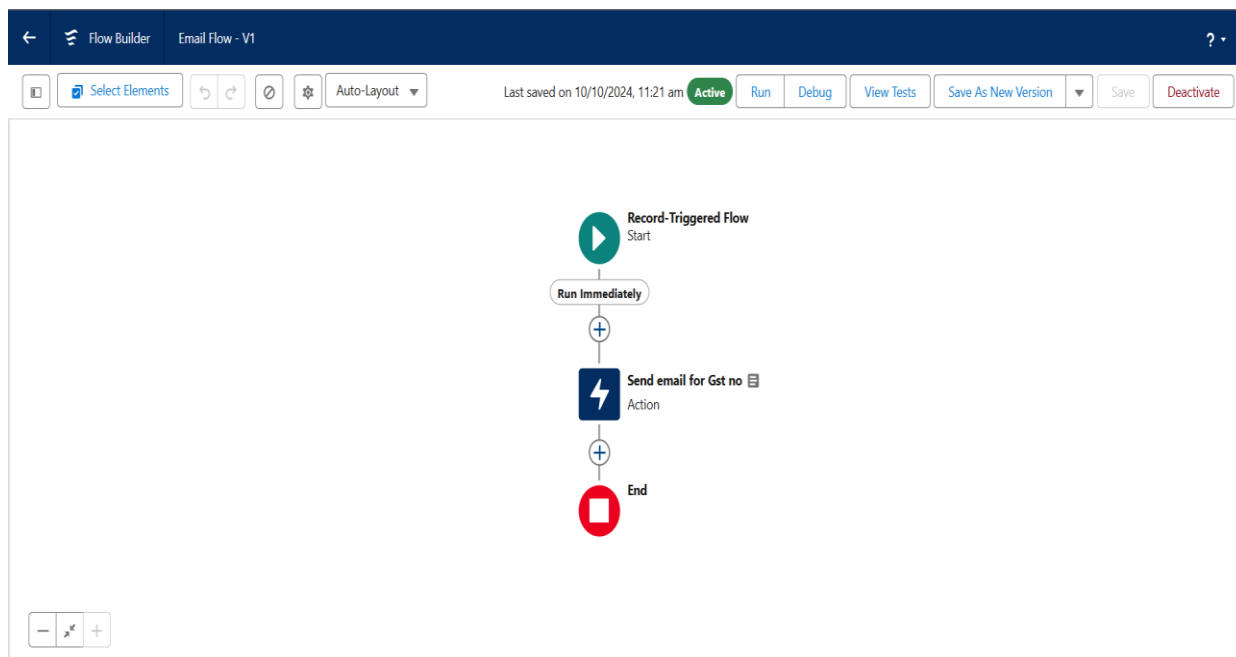 Flow Builder Email Flow - V1 ?
Select Elements Auto-Layout Last saved on 10/10/2024, 11:21 am Active Run Debug View Tests Save As New Version Save Deactivate
Record-Triggered Flow
Start
Run Immediately
Send email for Gst no
Action
End